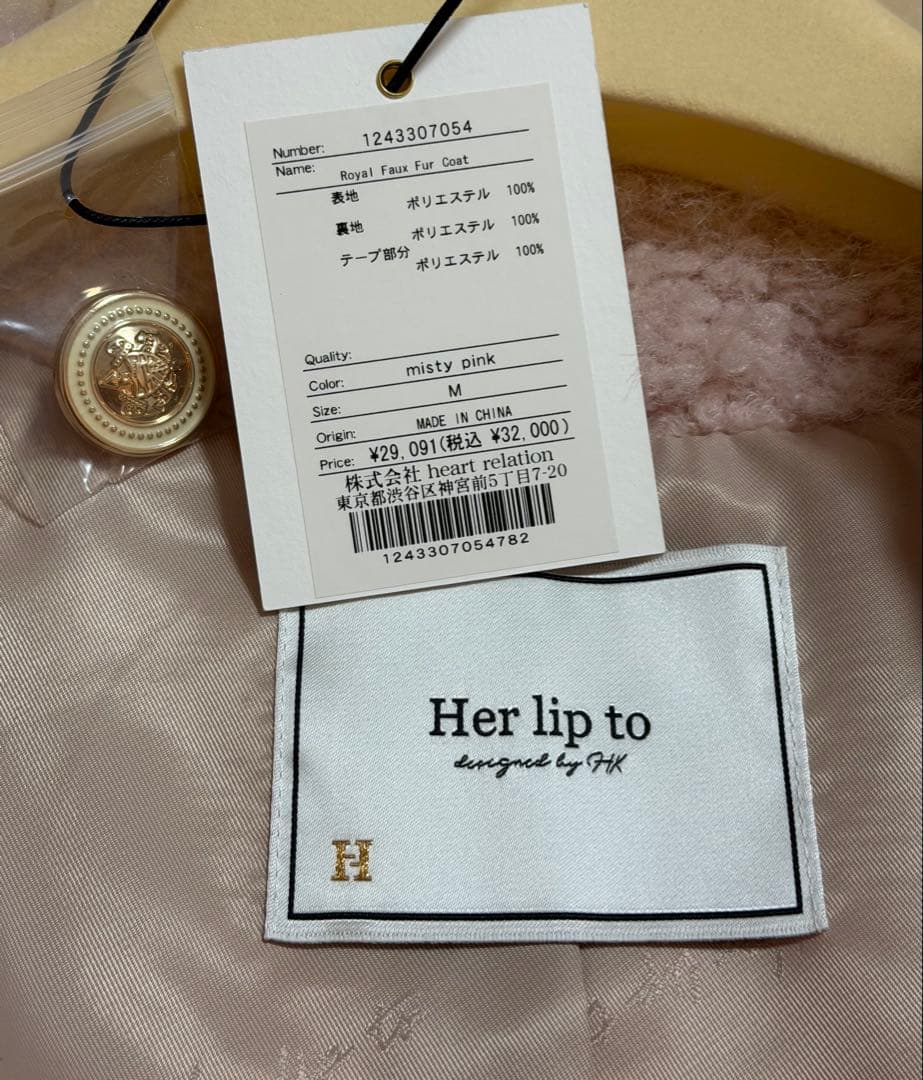 Number: 1243307054
Name: Royal Faux Fur Coat
表地 ポリエステル 100%
裏地 ポリエステル 100%
テープ部分 ポリエステル 100%
Quality:
Color: misty pink
Size: M
Origin: MADE IN CHINA
Price: ¥29,091(税込 ¥32,000)
株式会社 heart relation
東京都渋谷区神宮前5丁目7-20
1243307054782
Her lip to
designed by HK
H